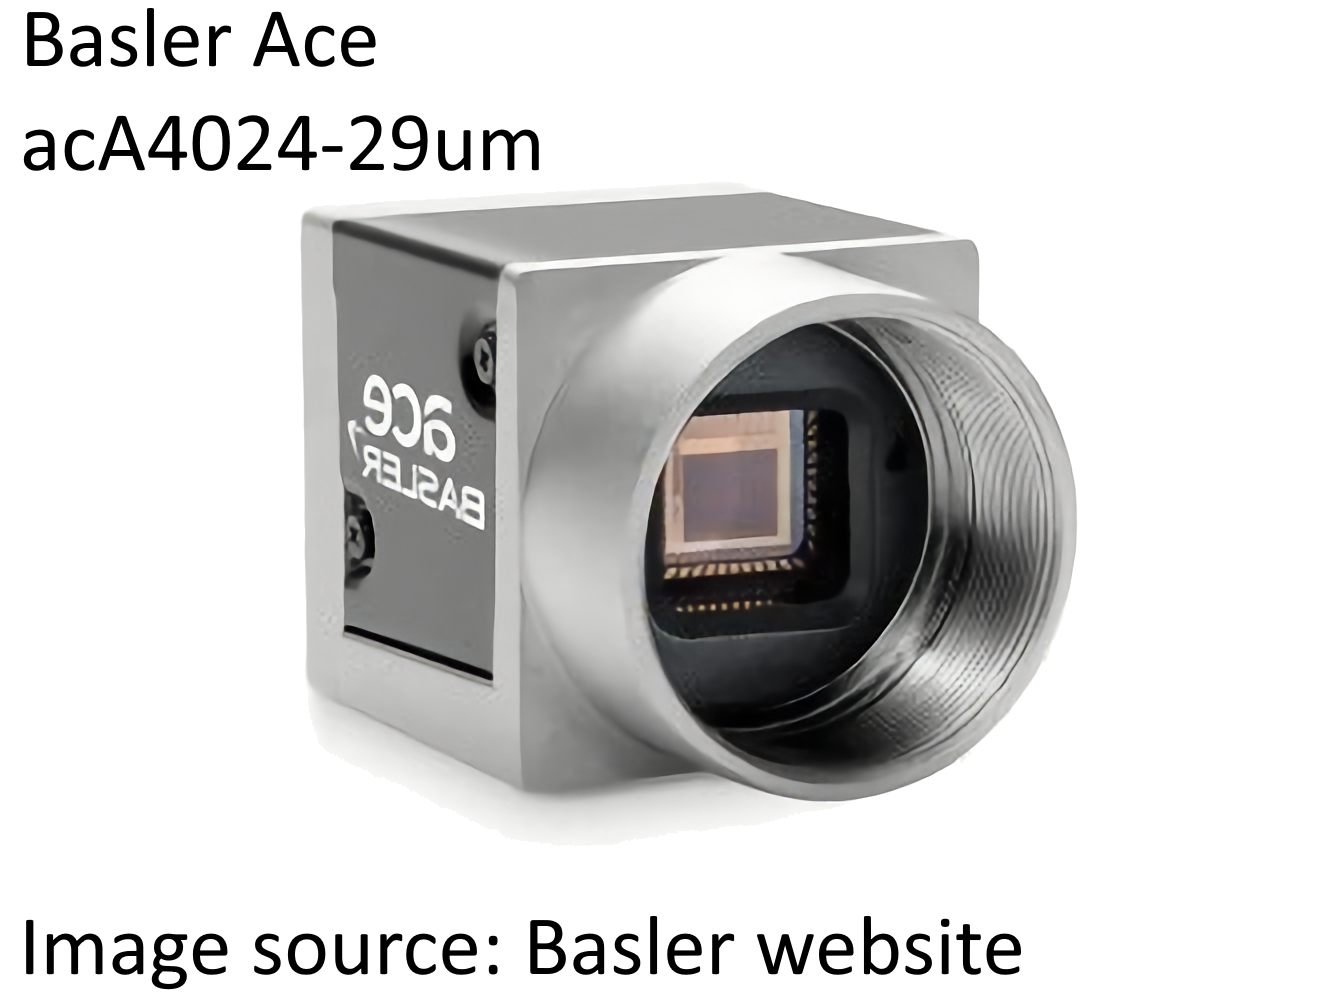 Basler Ace
acA4024-29um
ace
BASLER
Image source: Basler website